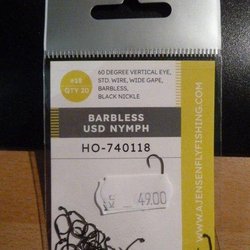 #18
QTY 20
60 DEGREE VERTICAL EYE,
STD. WIRE, WIDE GAPE,
BARBLESS,
BLACK NICKLE
BARBLESS
USD NYMPH
HO-740118
49.00
WWW.AJENSENFLYFISHING.COM